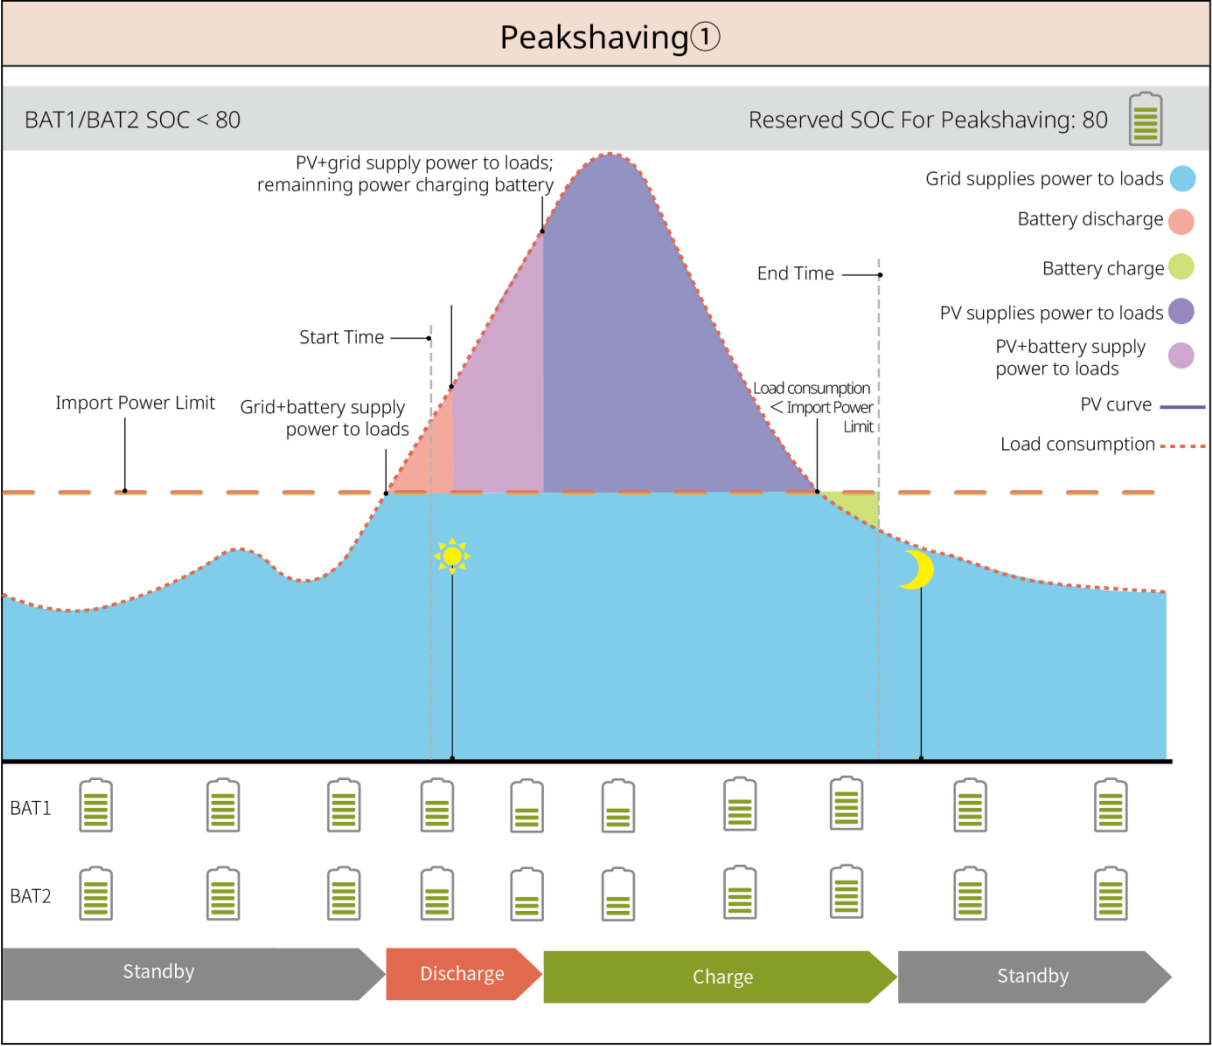 Peakshaving①
BAT1/BAT2 SOC < 80
Reserved SOC For Peakshaving: 80
PV+grid supply power to loads;
remainning power charging battery
Grid supplies power to loads
Battery discharge
Battery charge
PV supplies power to loads
PV+battery supply
power to loads
PV curve
Load consumption
End Time
Start Time
Import Power Limit
Grid+battery supply
power to loads
Load consumption
＜Import Power
Limit
BAT1
BAT2
Standby
Discharge
Charge
Standby